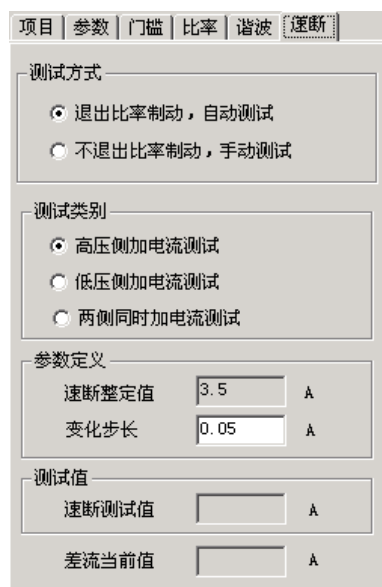 项目 参数 门槛 比率 谐波 速断
测试方式
退出比率制动，自动测试
不退出比率制动，手动测试
测试类别
高压侧加电流测试
低压侧加电流测试
两侧同时加电流测试
参数定义
速断整定值 3.5 A
变化步长 0.05 A
测试值
速断测试值 A
差流当前值 A